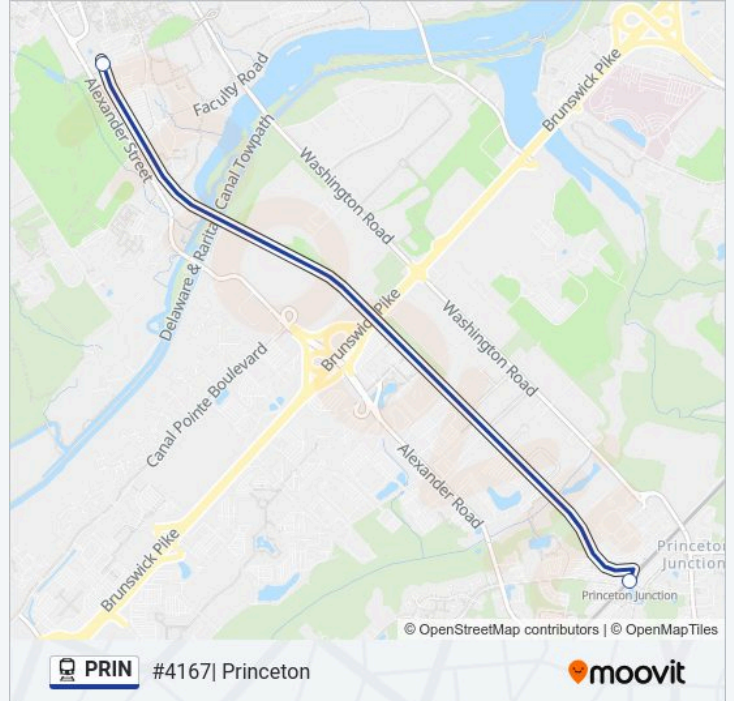 Faculty Road
Alexander Street
Brunswick Pike
Delaware & Raritan Canal Towpath
Washington Road
Brunswick Pike
Washington Road
Canal Pointe Boulevard
Alexander Road
Brunswick Pike
Princeton
Junction
Princeton Junction
© OpenStreetMap contributors | © OpenMapTiles
PRIN #4167| Princeton
moovit